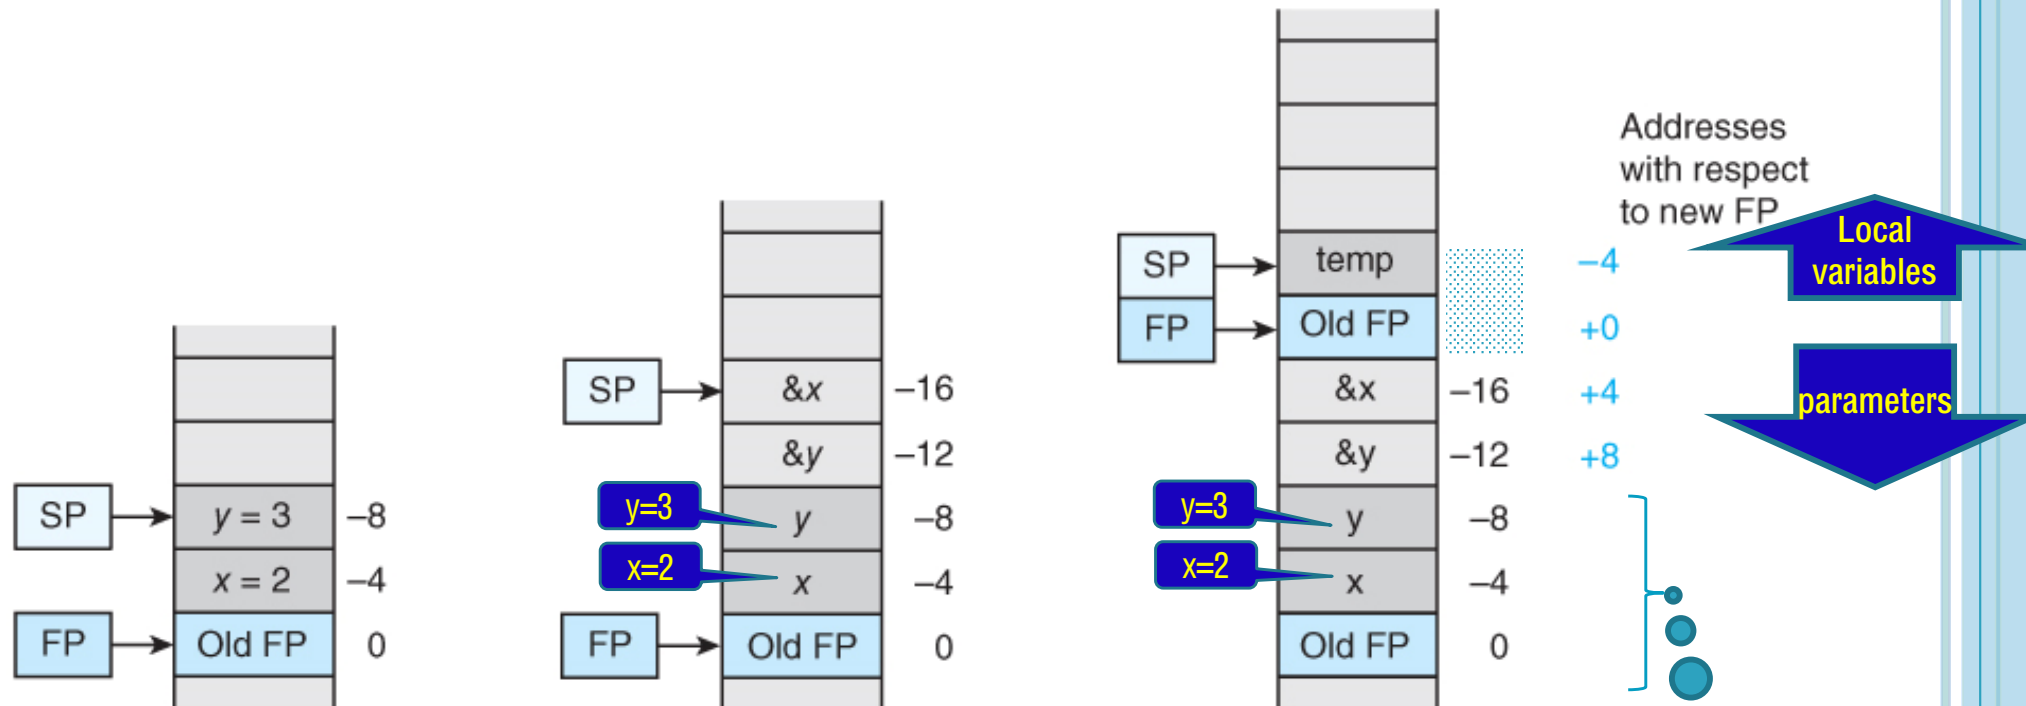 SP
y = 3
–8
x = 2
–4
FP
Old FP
0
SP
&x
–16
&y
–12
y=3
y
–8
x=2
x
–4
FP
Old FP
0
Addresses
with respect
to new FP
SP
temp
–4
FP
Old FP
+0
&x
–16
+4
&y
–12
+8
y=3
y
–8
x=2
x
–4
Old FP
0
Local
variables
parameters